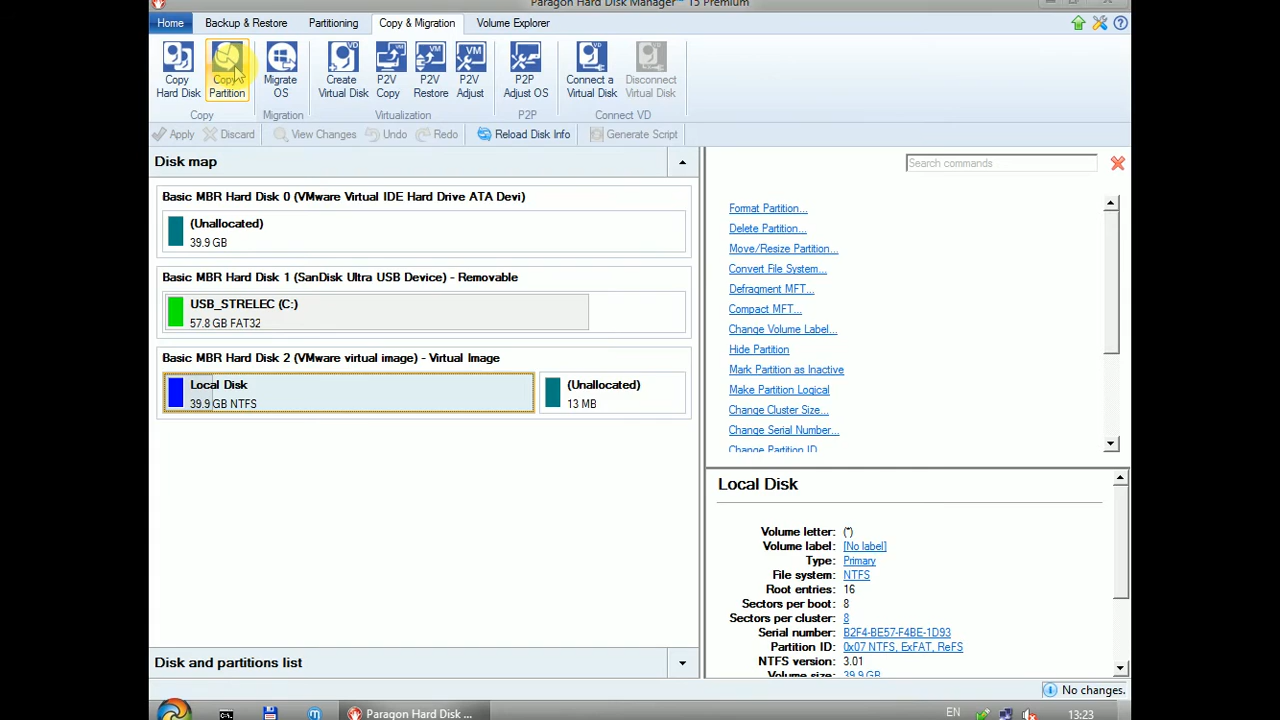 Paragon Hard Disk Manager™ 15 Premium
Home
Backup & Restore
Partitioning
Copy & Migration
Volume Explorer
Copy
Hard Disk
Copy
Partition
Migrate
OS
Create
Virtual Disk
P2V
Copy
P2V
Restore
P2V
Adjust
P2P
Adjust OS
Connect a
Virtual Disk
Disconnect
Virtual Disk
Copy
Migration
Virtualization
P2P
Connect VD
Apply
Discard
View Changes
Undo
Redo
Reload Disk Info
Generate Script
Disk map
Basic MBR Hard Disk 0 (VMware Virtual IDE Hard Drive ATA Devi)
(Unallocated)
39.9 GB
Basic MBR Hard Disk 1 (SanDisk Ultra USB Device) - Removable
USB_STRELEC (C:)
57.8 GB FAT32
Basic MBR Hard Disk 2 (VMware virtual image) - Virtual Image
Local Disk
39.9 GB NTFS
(Unallocated)
13 MB
Disk and partitions list
Search commands
Format Partition...
Delete Partition...
Move/Resize Partition...
Convert File System...
Defragment MFT...
Compact MFT...
Change Volume Label...
Hide Partition
Mark Partition as Inactive
Make Partition Logical
Change Cluster Size...
Change Serial Number...
Change Partition ID
Local Disk
Volume letter: (*)
Volume label: [No label]
Type: Primary
File system: NTFS
Root entries: 16
Sectors per boot: 8
Sectors per cluster: 8
Serial number: B2F4-BE57-F4BE-1D93
Partition ID: 0x07 NTFS, ExFAT, ReFS
NTFS version: 3.01
Volume size: 39.9 GB
No changes.
Paragon Hard Disk ...
EN
13:23